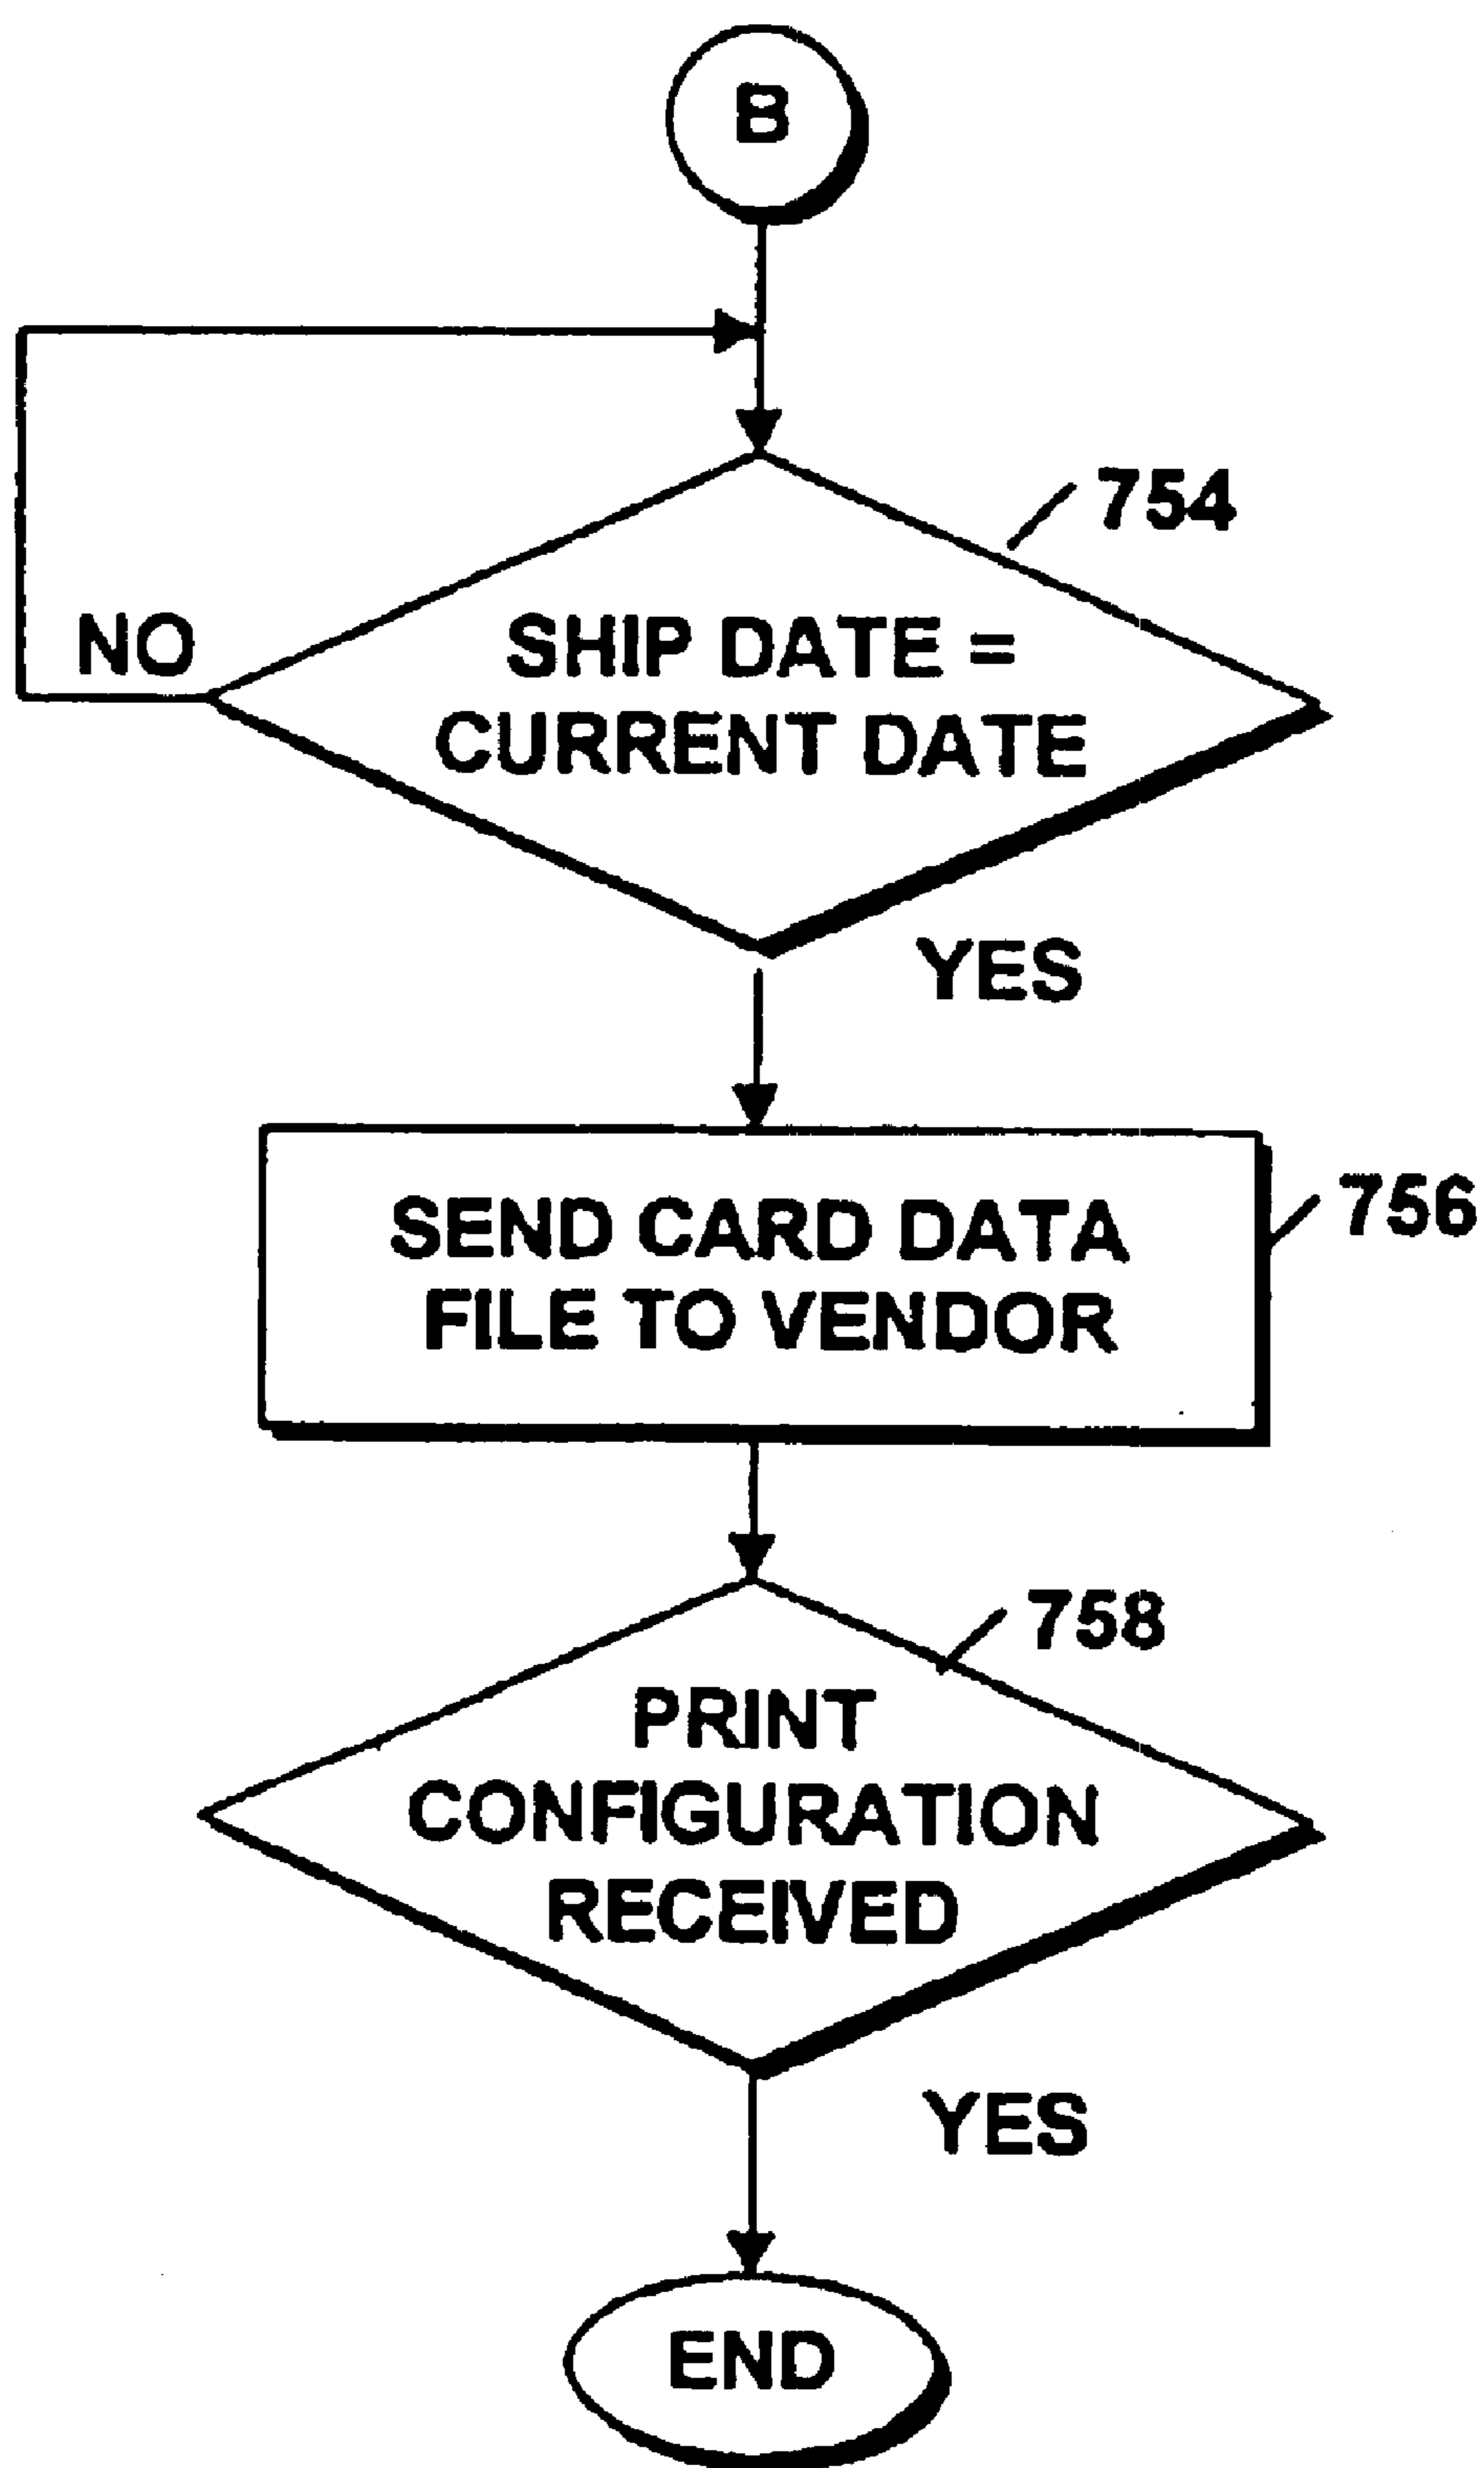 B
754
NO
SHIP DATE =
CURRENT DATE
YES
SEND CARD DATA
FILE TO VENDOR
756
758
PRINT
CONFIGURATION
RECEIVED
YES
END